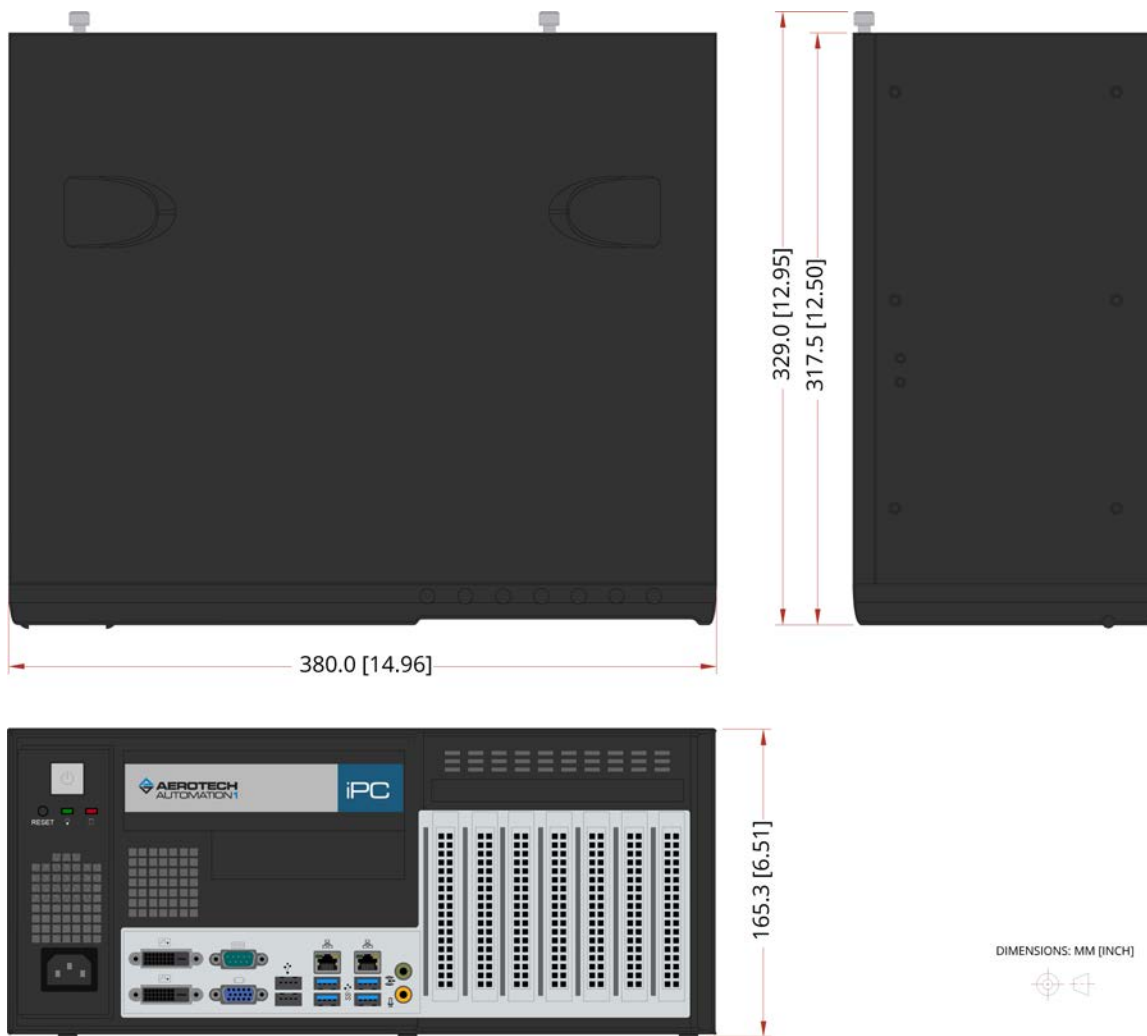 329.0 [12.95]
317.5 [12.50]
380.0 [14.96]
AEROTECH
AUTOMATION1
iPC
RESET
165.3 [6.51]
DIMENSIONS: MM [INCH]